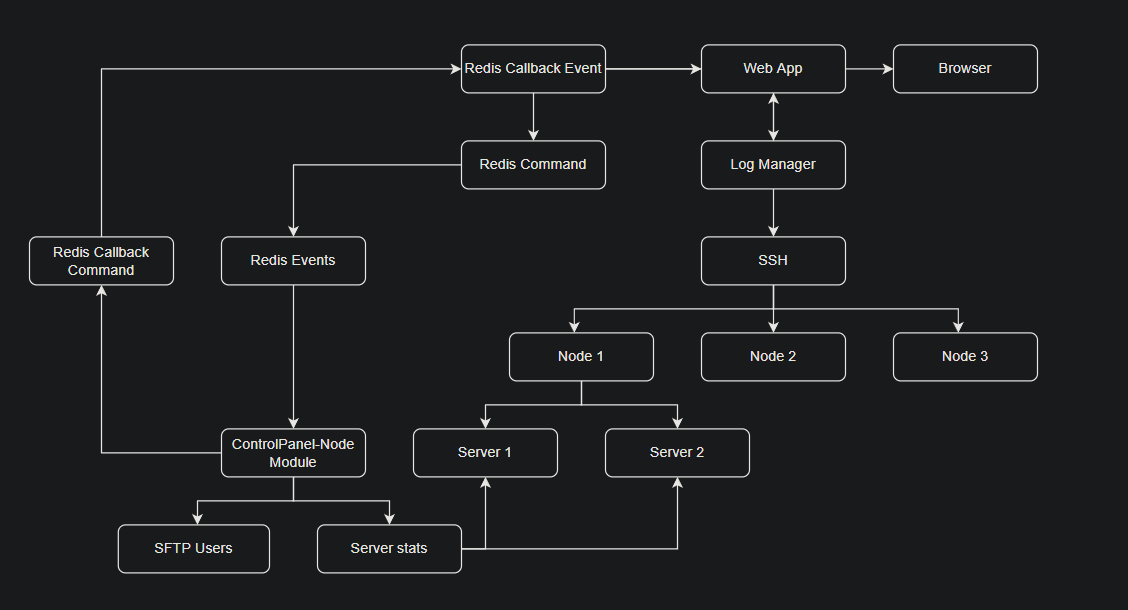 Redis Callback Event
Web App
Browser
Redis Command
Log Manager
Redis Callback
Command
Redis Events
SSH
Node 1
Node 2
Node 3
ControlPanel-Node
Module
Server 1
Server 2
SFTP Users
Server stats